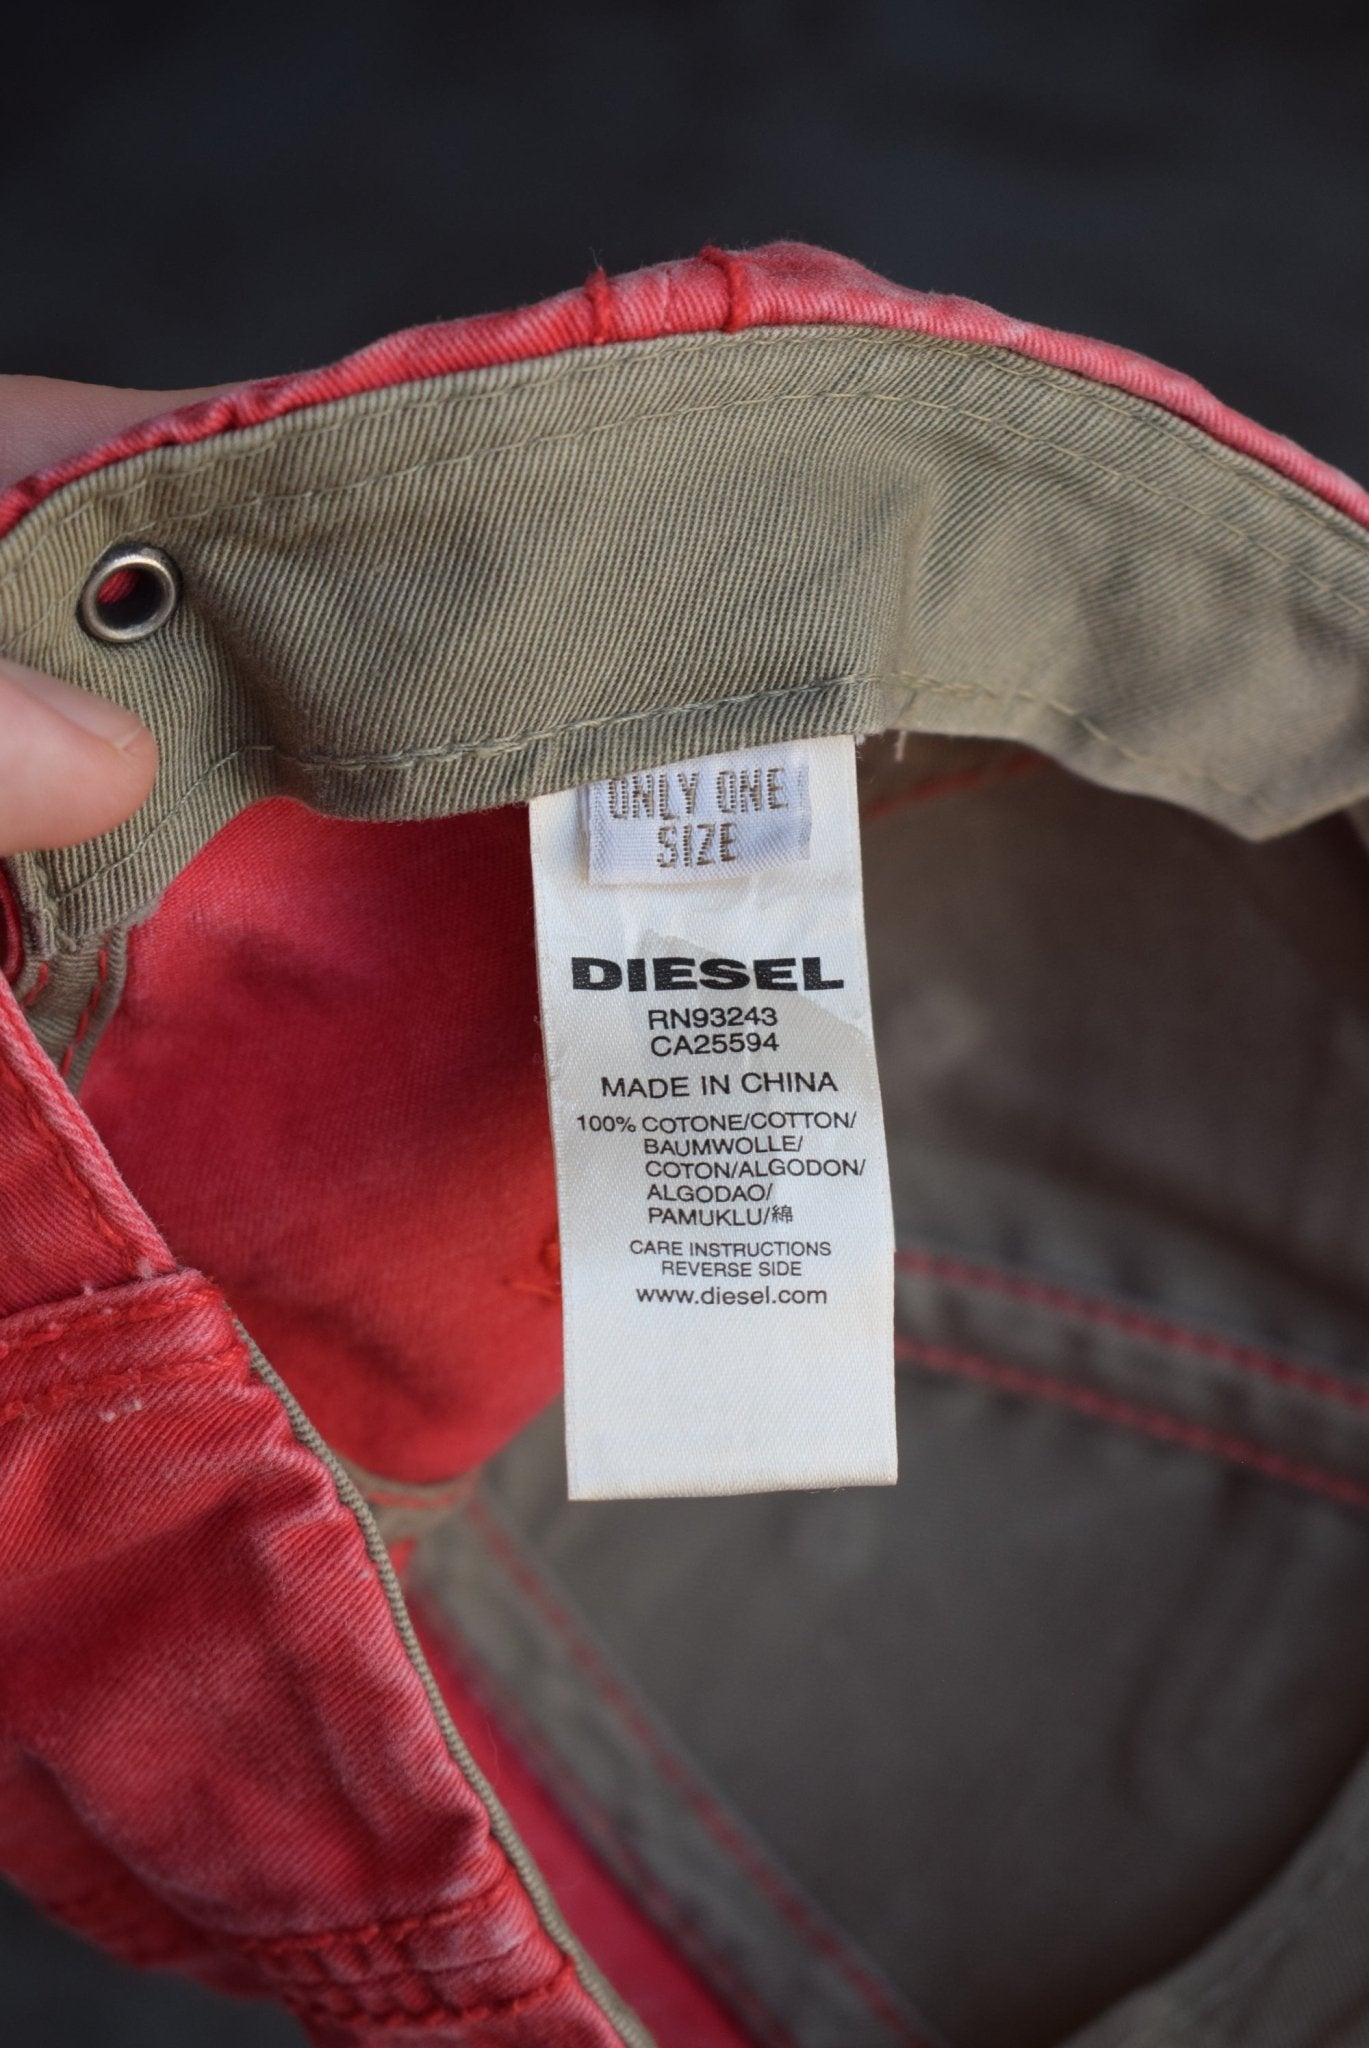 ONLY ONE
SIZE
DIESEL
RN93243
CA25594
MADE IN CHINA
100% COTONE/COTTON/
BAUMWOLLE/
COTON/ALGODON/
ALGODAO/
PAMUKLU/綿
CARE INSTRUCTIONS
REVERSE SIDE
www.diesel.com